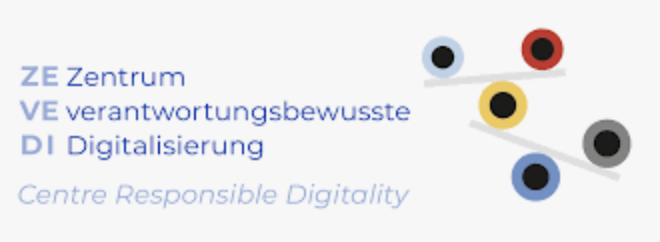 ZE Zentrum
VE verantwortungsbewusste
DI Digitalisierung
Centre Responsible Digitality